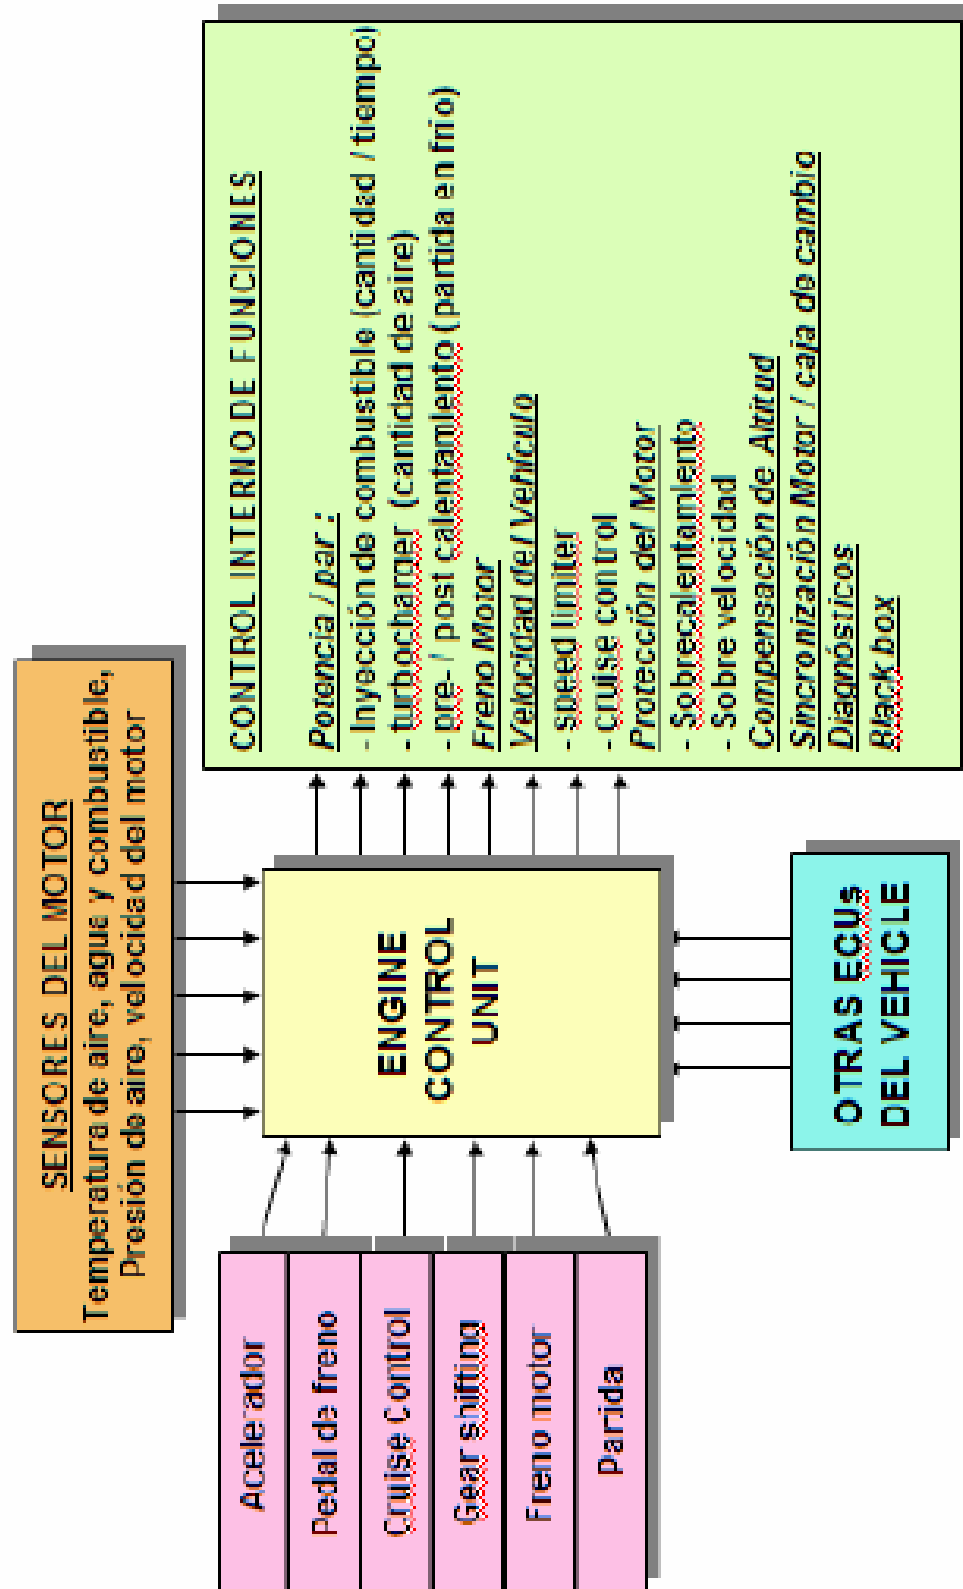 SENSORES DEL MOTOR
Temperatura de aire, agua y combustible,
Presión de aire, velocidad del motor
Acelerador
Pedal de freno
Cruise Control
Gear shifting
Freno motor
Partida
ENGINE
CONTROL
UNIT
OTRAS ECUs
DEL VEHICLE
CONTROL INTERNO DE FUNCIONES
Potencia / par :
- Inyección de combustible (cantidad / tiempo)
- turbocharger (cantidad de aire)
- pre- / post calentamiento (partida en frio)
Freno Motor
Velocidad del Vehículo
- speed limiter
- cruise control
Protección del Motor
- Sobrecalentamiento
- Sobre velocidad
Compensación de Altitud
Sincronización Motor / caja de cambio
Diagnósticos
Black box